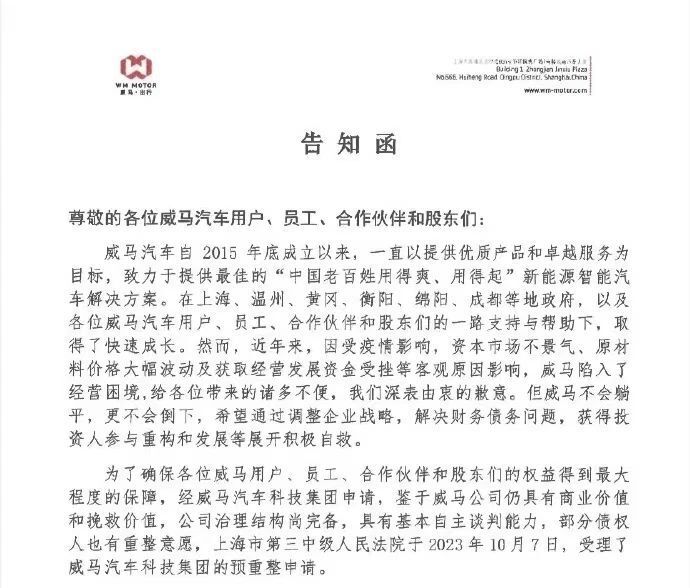 WM MOTOR
威马·出行
Building 1, Zhongjian Jinxiu Plaza
No.666, Huiheng Road, Qingpu District, Shanghai, China
www.wm-motor.com
告知函
尊敬的各位威马汽车用户、员工、合作伙伴和股东们：
威马汽车自 2015 年底成立以来，一直以提供优质产品和卓越服务为
目标，致力于提供最佳的“中国老百姓用得爽、用得起”新能源智能汽
车解决方案。在上海、温州、黄冈、衡阳、绵阳、成都等地政府，以及
各位威马汽车用户、员工、合作伙伴和股东们的一路支持与帮助下，取
得了快速成长。然而，近年来，因受疫情影响，资本市场不景气、原材
料价格大幅波动及获取经营发展资金受挫等客观原因影响，威马陷入了
经营困境,给各位带来的诸多不便，我们深表由衷的歉意。但威马不会躺
平，更不会倒下，希望通过调整企业战略，解决财务债务问题，获得投
资人参与重构和发展等展开积极自救。
为了确保各位威马用户、员工、合作伙伴和股东们的权益得到最大
程度的保障，经威马汽车科技集团申请，鉴于威马公司仍具有商业价值
和挽救价值，公司治理结构尚完备，具有基本自主谈判能力，部分债权
人也有重整意愿，上海市第三中级人民法院于 2023 年 10 月 7 日，受理了
威马汽车科技集团的预重整申请。